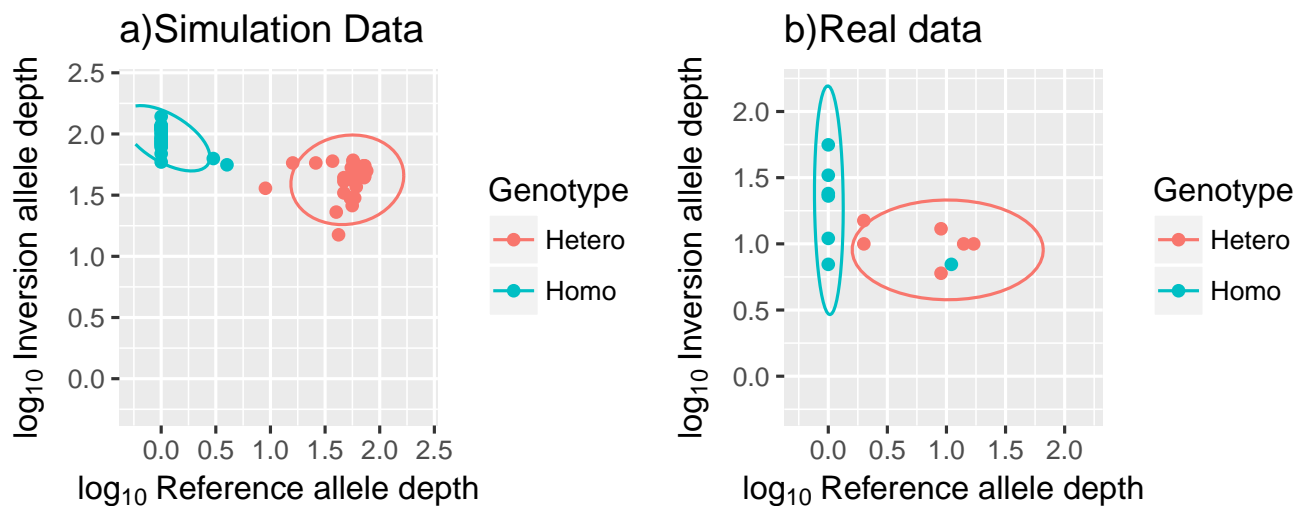 a)Simulation Data
log10 Inversion allele depth
2.5
2.0
1.5
1.0
0.5
0.0
0.0 0.5 1.0 1.5 2.0 2.5
log10 Reference allele depth
Genotype
Hetero
Homo
b)Real data
log10 Inversion allele depth
2.0
1.5
1.0
0.5
0.0
0.0 0.5 1.0 1.5 2.0
log10 Reference allele depth
Genotype
Hetero
Homo